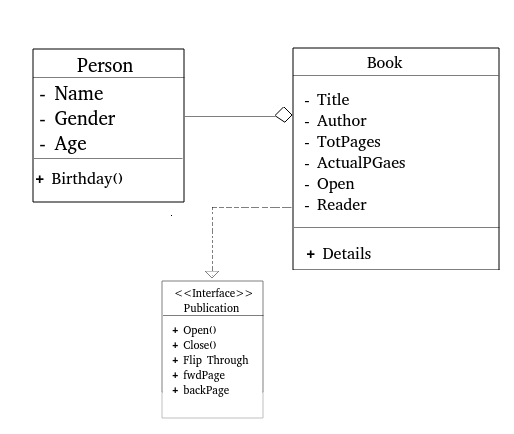 Person
- Name
- Gender
- Age
+ Birthday()
Book
- Title
- Author
- TotPages
- ActualPGaes
- Open
- Reader
+ Details
<<Interface>>
Publication
+ Open()
+ Close()
+ Flip Through
+ fwdPage
+ backPage